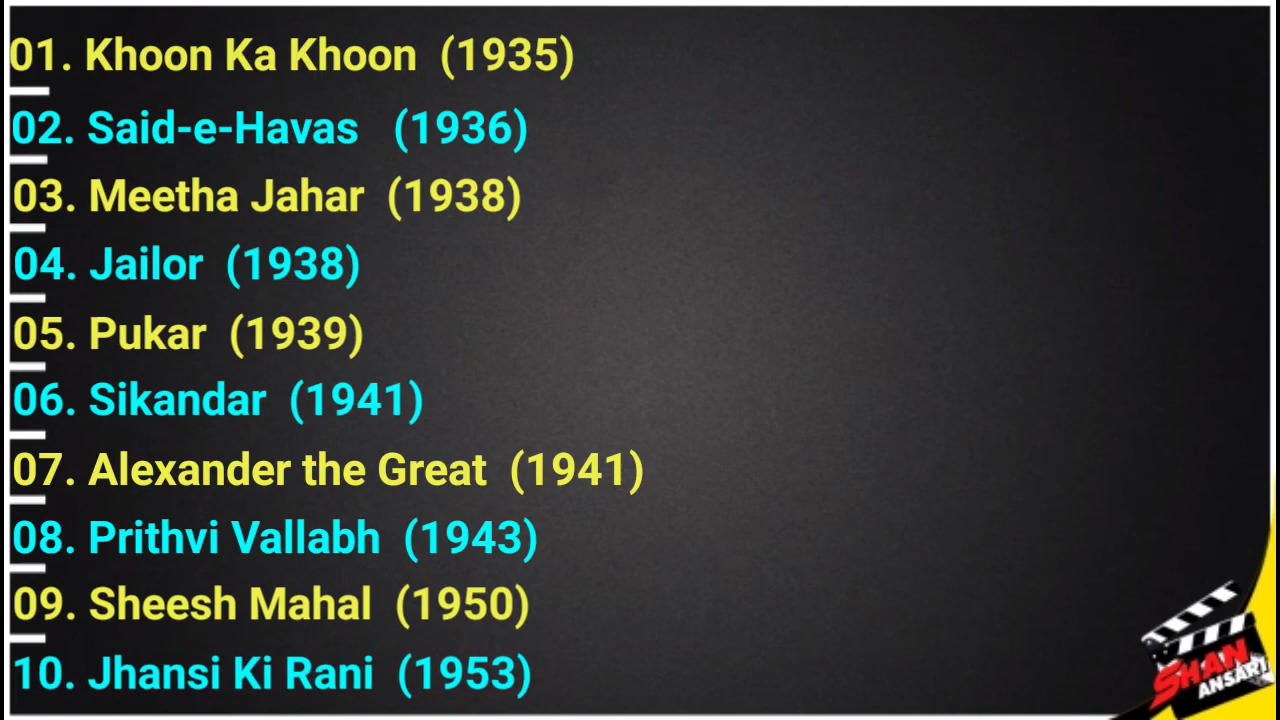 01. Khoon Ka Khoon (1935)
02. Said-e-Havas (1936)
03. Meetha Jahar (1938)
04. Jailor (1938)
05. Pukar (1939)
06. Sikandar (1941)
07. Alexander the Great (1941)
08. Prithvi Vallabh (1943)
09. Sheesh Mahal (1950)
10. Jhansi Ki Rani (1953)
SHAN
ANSARI